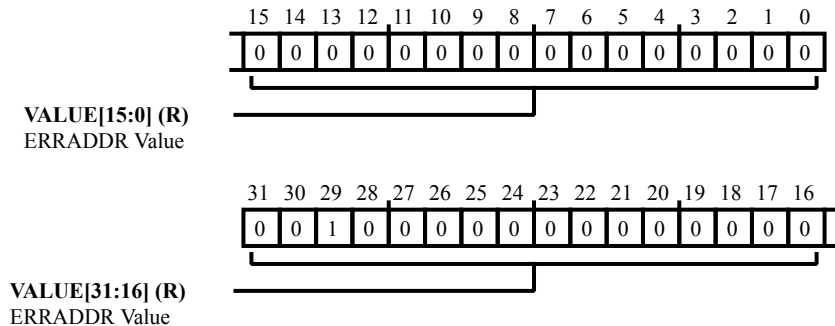 15 14 13 12 11 10 9 8 7 6 5 4 3 2 1 0
0 0 0 0 0 0 0 0 0 0 0 0 0 0 0 0
VALUE[15:0] (R)
ERRADDR Value
31 30 29 28 27 26 25 24 23 22 21 20 19 18 17 16
0 0 1 0 0 0 0 0 0 0 0 0 0 0 0 0
VALUE[31:16] (R)
ERRADDR Value